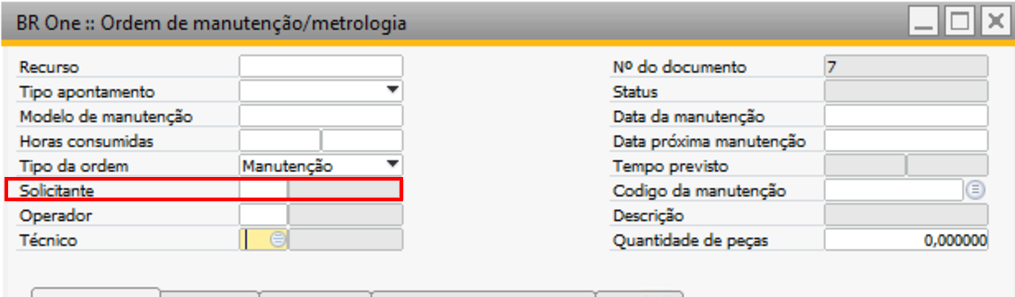 BR One :: Ordem de manutenção/metrologia
Recurso
Tipo apontamento
Modelo de manutenção
Horas consumidas
Tipo da ordem Manutenção
Solicitante
Operador
Técnico
Nº do documento 7
Status
Data da manutenção
Data próxima manutenção
Tempo previsto
Codigo da manutenção
Descrição
Quantidade de peças 0,000000